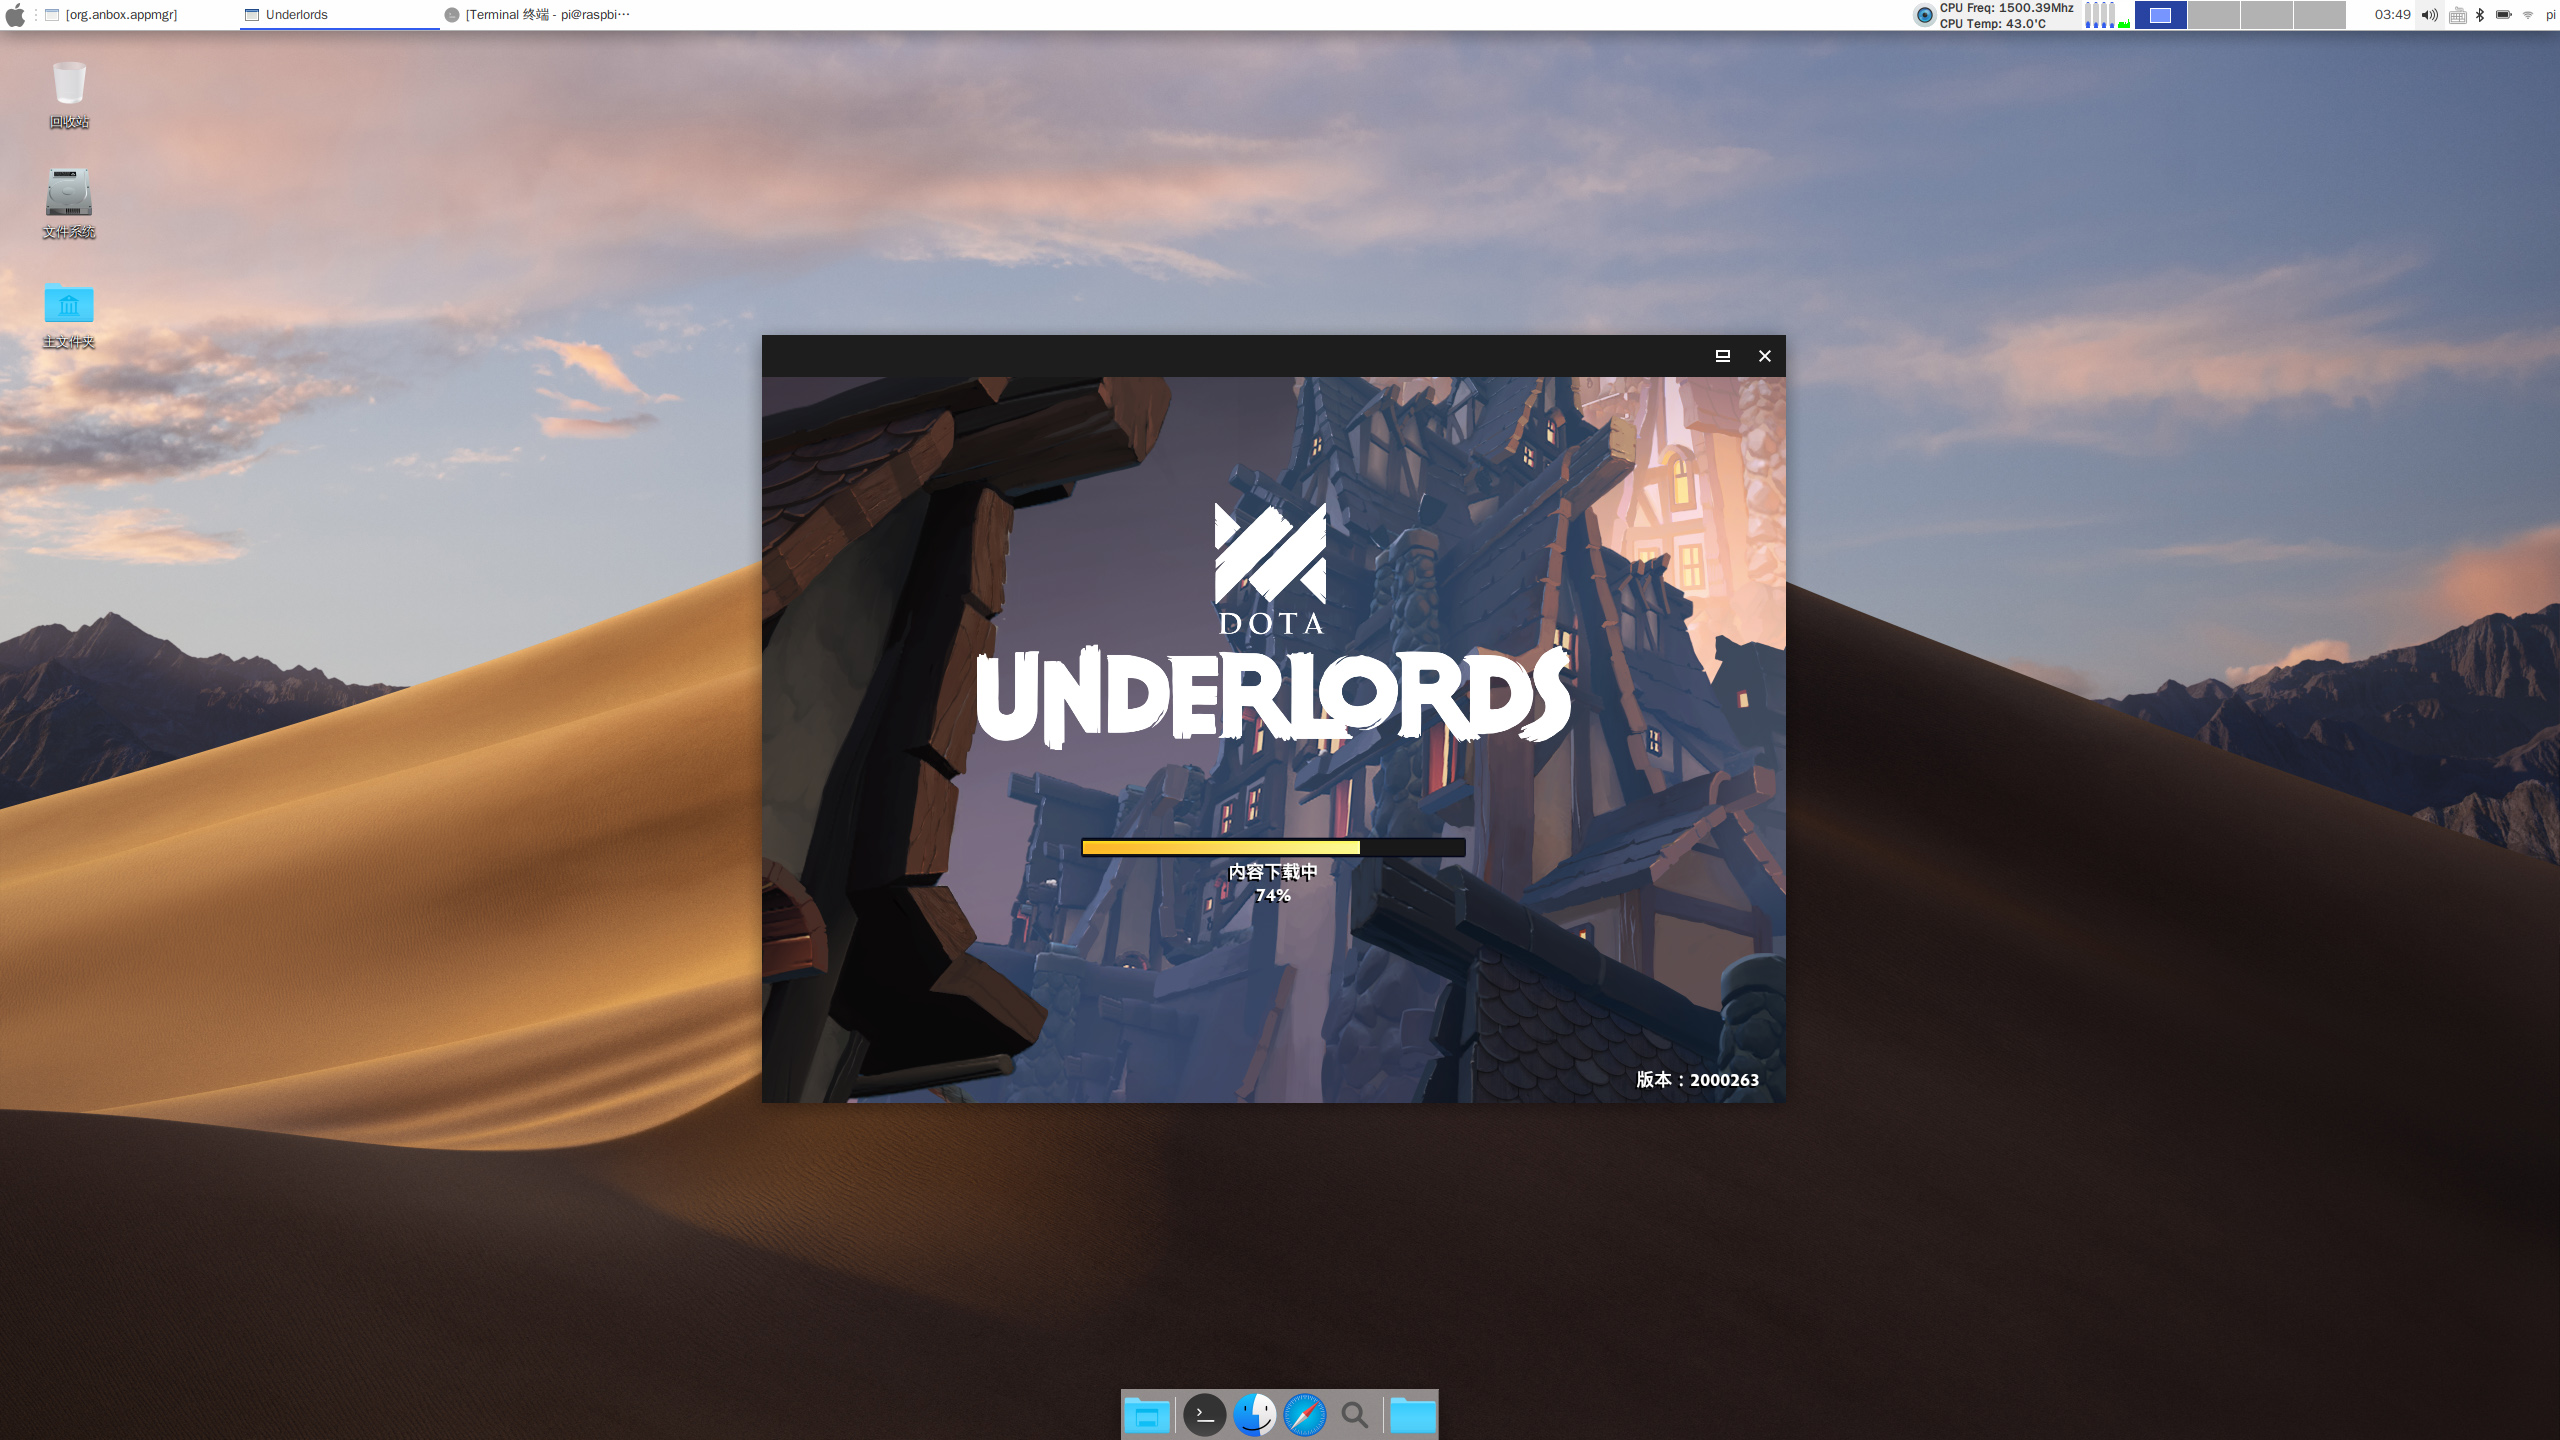 [org.anbox.appmgr]
Underlords
[Terminal 终端 - pi@raspbi···
CPU Freq: 1500.39Mhz
CPU Temp: 43.0'C
03:49
pi
回收站
文件系统
主文件夹
DOTA
UNDERLORDS
内容下载中
74%
版本：2000263